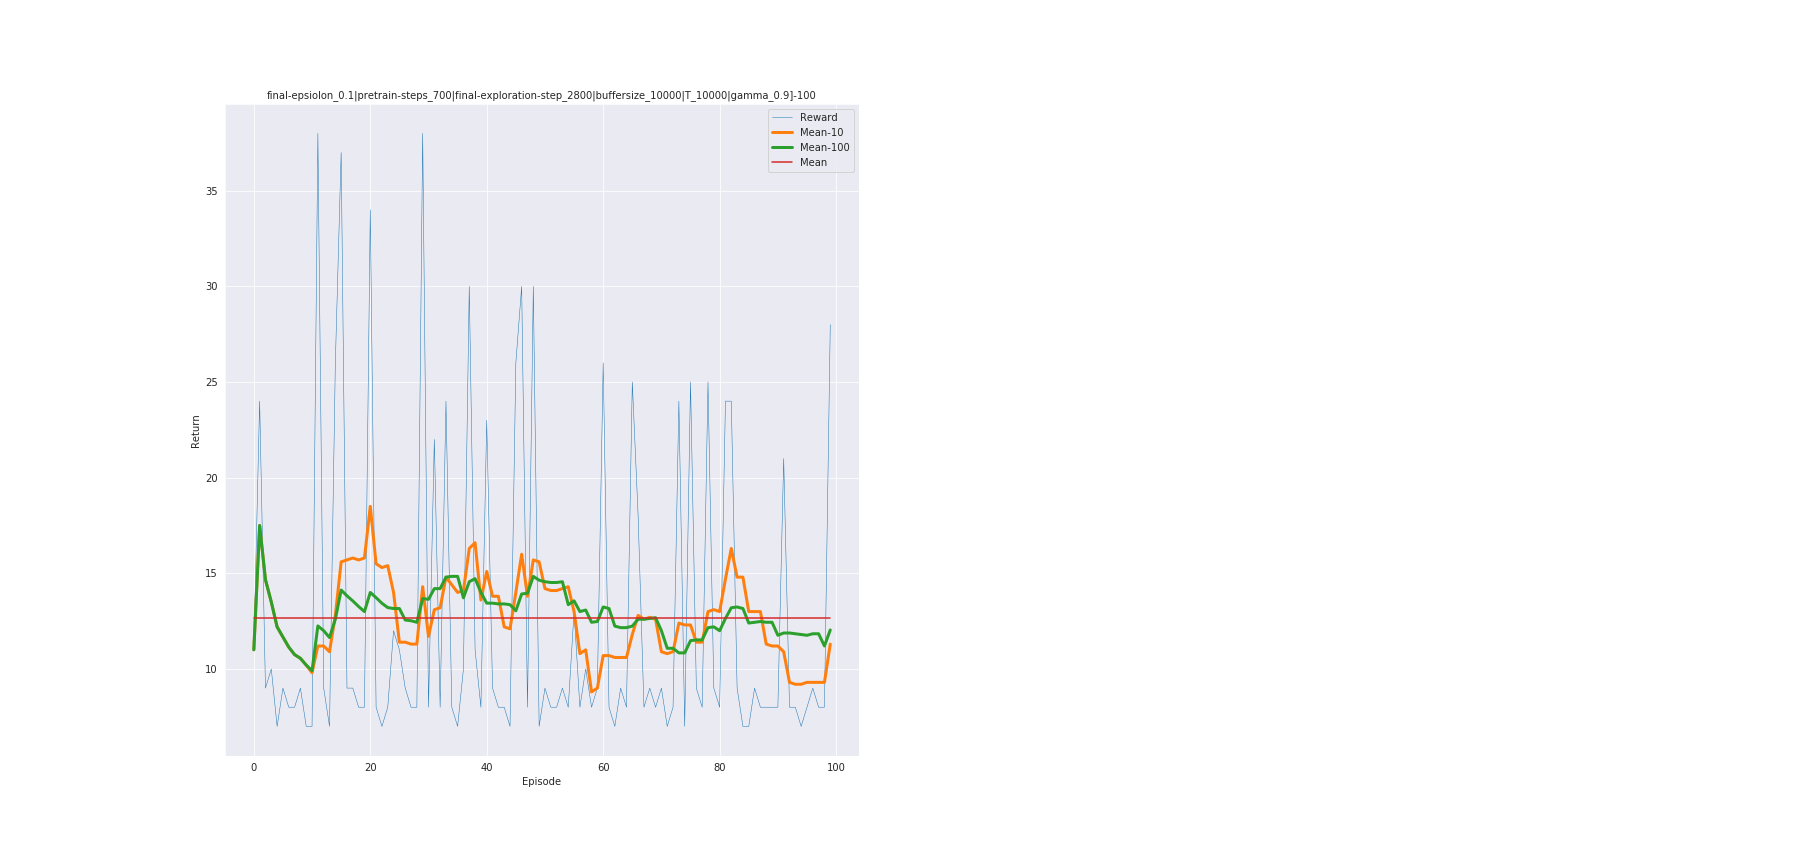 final-epsiolon_0.1|pretrain-steps_700|final-exploration-step_2800|buffersize_10000|T_10000|gamma_0.9]-100
Reward
Mean-10
Mean-100
Mean
35
30
25
20
15
10
Return
0 20 40 60 80 100
Episode